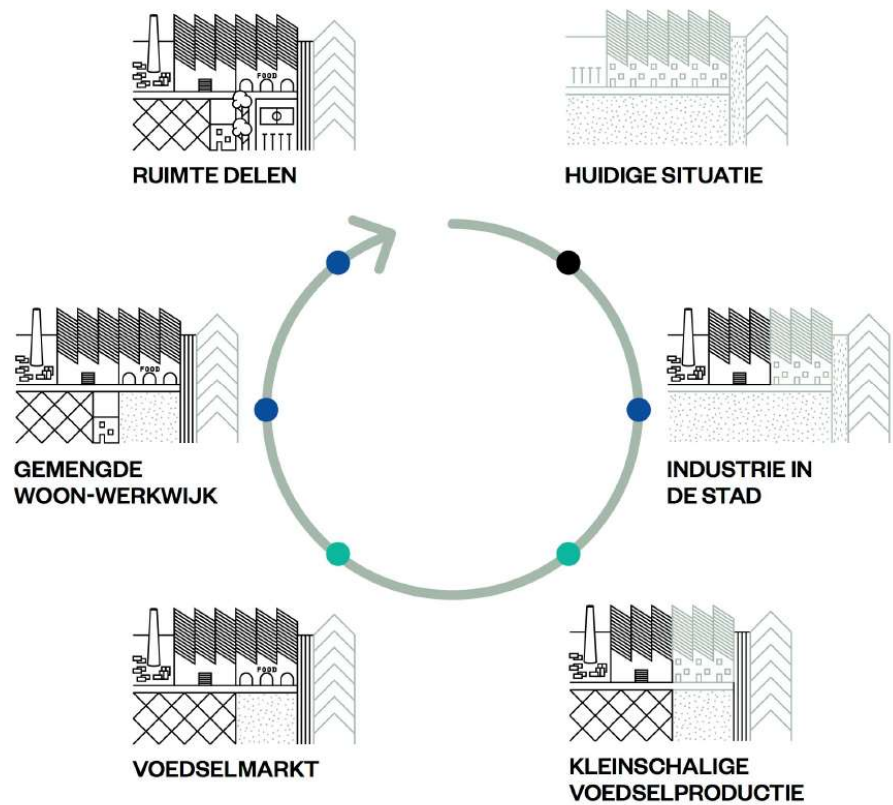 FOOD
RUIMTE DELEN
HUIDIGE SITUATIE
FOOD
GEMENGDE
WOON-WERKWIJK
INDUSTRIE IN
DE STAD
FOOD
VOEDSELMARKT
KLEINSCHALIGE
VOEDSELPRODUCTIE